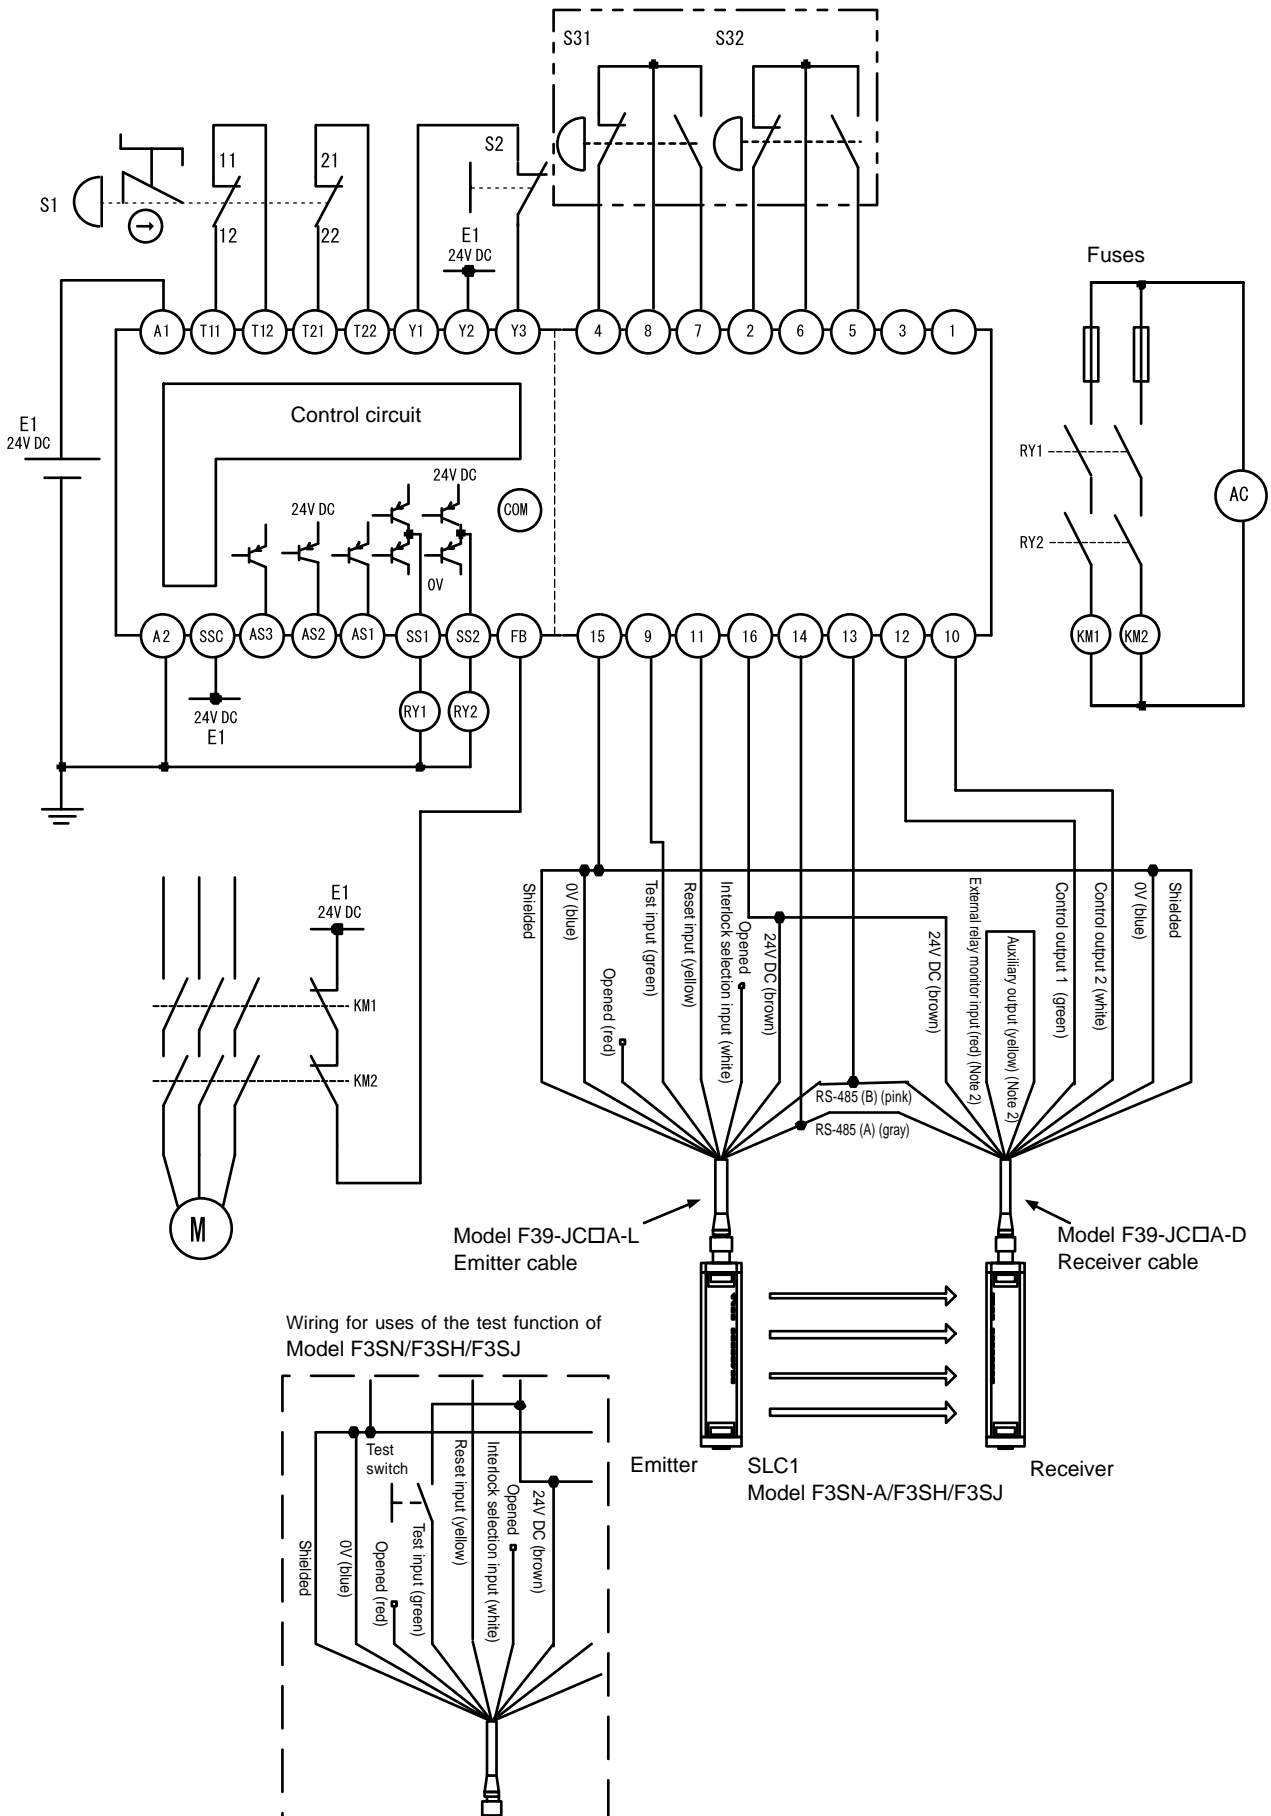 S31
S32
S2
11
21
S1
12
22
E1
24V DC
Fuses
A1
T11
T12
T21
T22
Y1
Y2
Y3
4
8
7
2
6
5
3
1
Control circuit
E1
24V DC
RY1
24V DC
24V DC
COM
AC
RY2
0V
A2
SSC
AS3
AS2
AS1
SS1
SS2
FB
15
9
11
16
14
13
12
10
KM1
KM2
24V DC
E1
RY1
RY2
E1
24V DC
Shielded
0V (blue)
Opened (red)
Test input (green)
Reset input (yellow)
Interlock selection input (white)
Opened
24V DC (brown)
24V DC (brown)
External relay monitor input (red) (Note 2)
Auxiliary output (yellow) (Note 2)
Control output 1 (green)
Control output 2 (white)
0V (blue)
Shielded
KM1
KM2
RS-485 (B) (pink)
RS-485 (A) (gray)
M
Model F39-JC□A-L
Emitter cable
Model F39-JC□A-D
Receiver cable
Wiring for uses of the test function of
Model F3SN/F3SH/F3SJ
Emitter
SLC1
Model F3SN-A/F3SH/F3SJ
Receiver
Test
switch
Shielded
0V (blue)
Opened (red)
Test input (green)
Reset input (yellow)
Interlock selection input (white)
Opened
24V DC (brown)